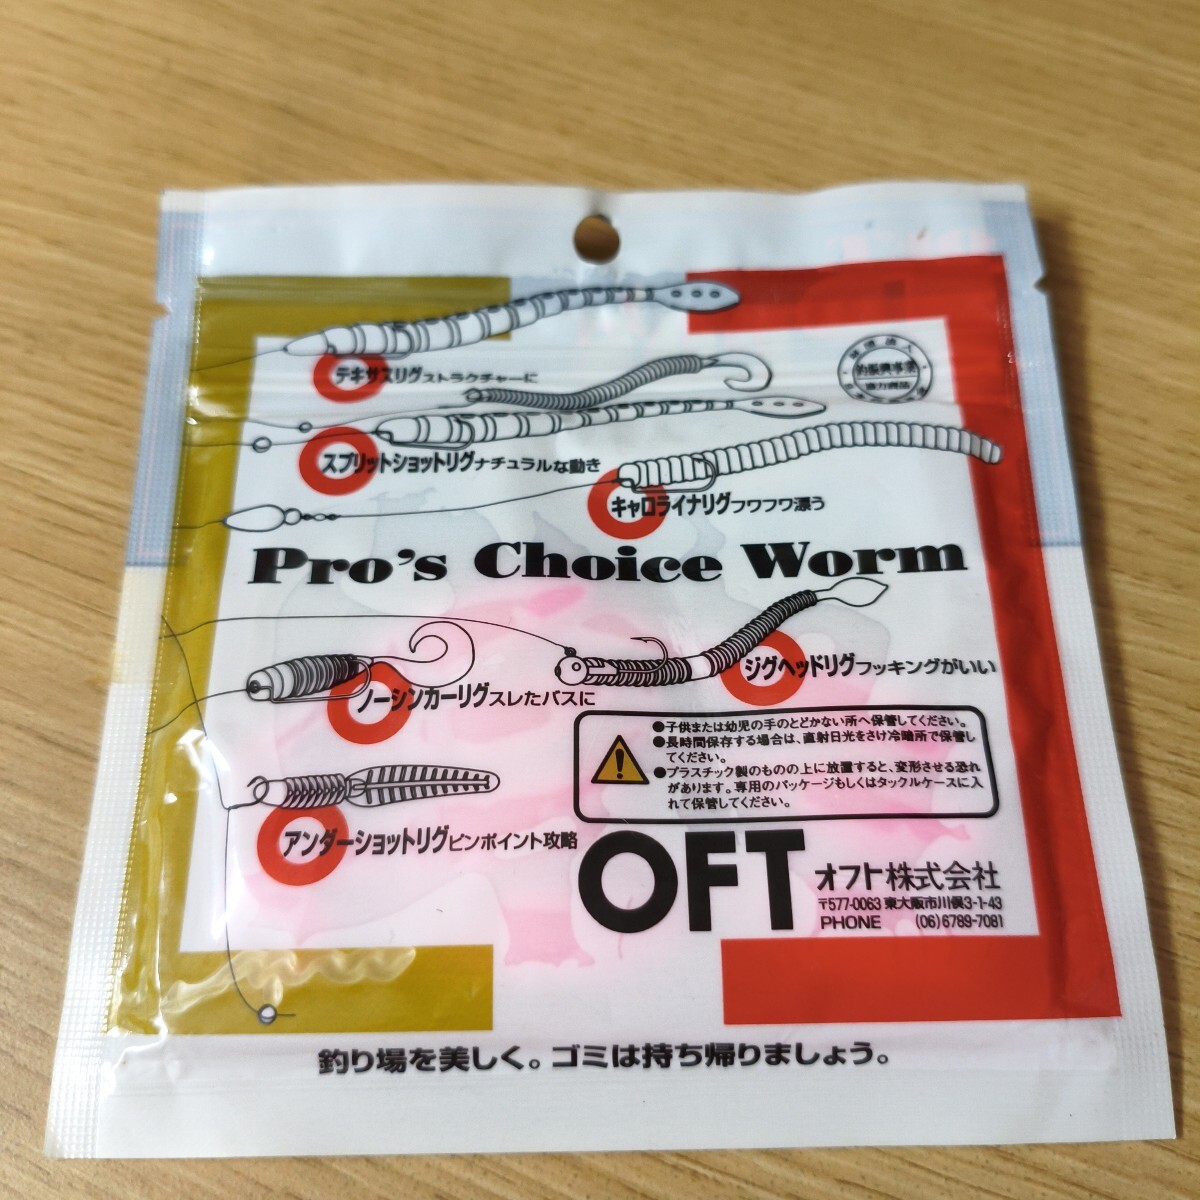 テキサスリグストラクチャーに
釣振興事業
協力商品
スプリットショットリグナチュラルな動き
キャロライナリグフワフワ漂う
Pro's Choice Worm
ジグヘッドリグフッキングがいい
ノーシンカーリグスレたバスに
●子供または幼児の手のとどかない所へ保管してください。
●長時間保存する場合は、直射日光をさけ冷暗所で保管し
てください。
●プラスチック製のものの上に放置すると、変形させる恐れ
があります。専用のパッケージもしくはタックルケースに入
れて保管してください。
アンダーショットリグピンポイント攻略
OFT
オフト株式会社
〒577-0063 東大阪市川俣3-1-43
PHONE (06)6789-7081
釣り場を美しく。ゴミは持ち帰りましょう。